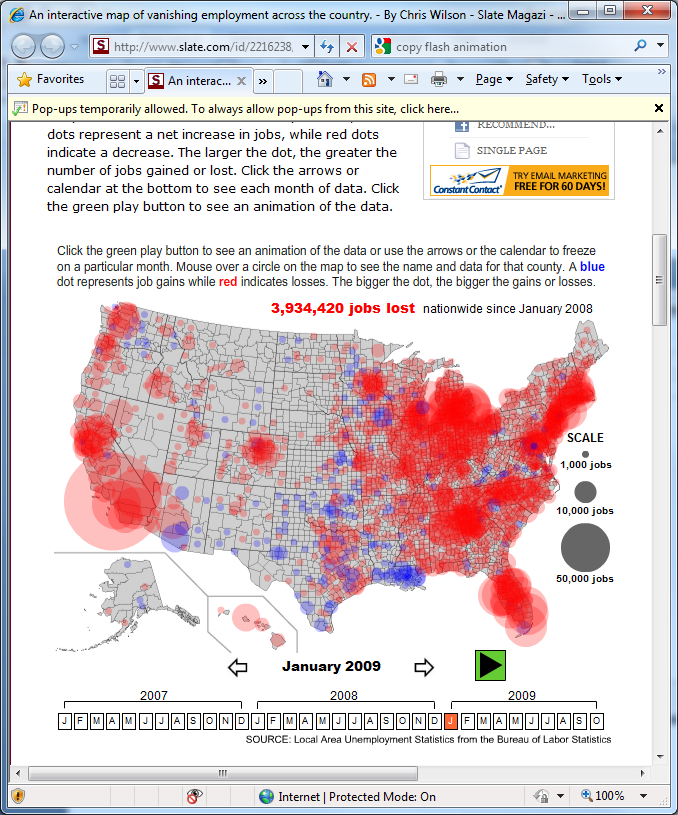 An interactive map of vanishing employment across the country. - By Chris Wilson - Slate Magazi - ...
http://www.slate.com/id/2216238,
copy flash animation
Favorites
An interac...
Page
Safety
Tools
Pop-ups temporarily allowed. To always allow pop-ups from this site, click here...
dots represent a net increase in jobs, while red dots
indicate a decrease. The larger the dot, the greater the
number of jobs gained or lost. Click the arrows or
calendar at the bottom to see each month of data. Click
the green play button to see an animation of the data.
RECOMMEND...
SINGLE PAGE
Constant Contact
TRY EMAIL MARKETING
FREE FOR 60 DAYS!
Click the green play button to see an animation of the data or use the arrows or the calendar to freeze
on a particular month. Mouse over a circle on the map to see the name and data for that county. A blue
dot represents job gains while red indicates losses. The bigger the dot, the bigger the gains or losses.
3,934,420 jobs lost nationwide since January 2008
SCALE
1,000 jobs
10,000 jobs
50,000 jobs
January 2009
2007 2008 2009
J F M A M J J A S O N D J F M A M J J A S O N D J F M A M J J A S O
SOURCE: Local Area Unemployment Statistics from the Bureau of Labor Statistics
Internet | Protected Mode: On
100%